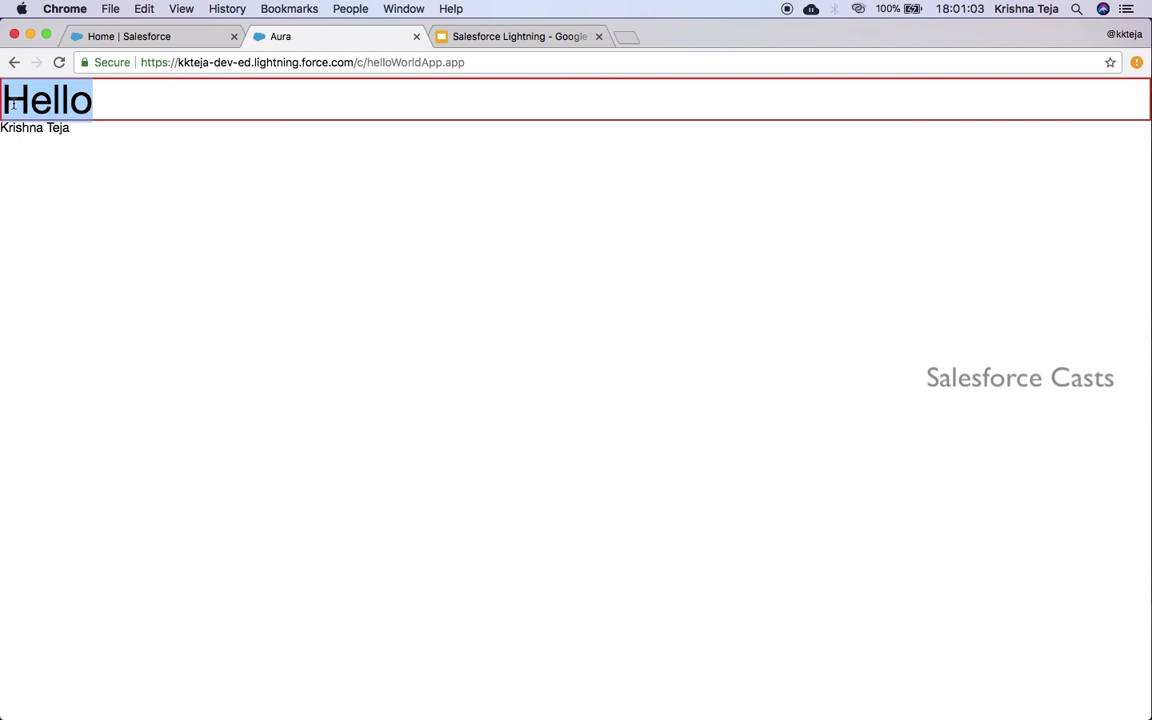 Chrome File Edit View History Bookmarks People Window Help 100% 18:01:03 Krishna Teja
Home | Salesforce Aura Salesforce Lightning - Google @kkteja
Secure https://kkteja-dev-ed.lightning.force.com/c/helloWorldApp.app
Hello
Krishna Teja
Salesforce Casts